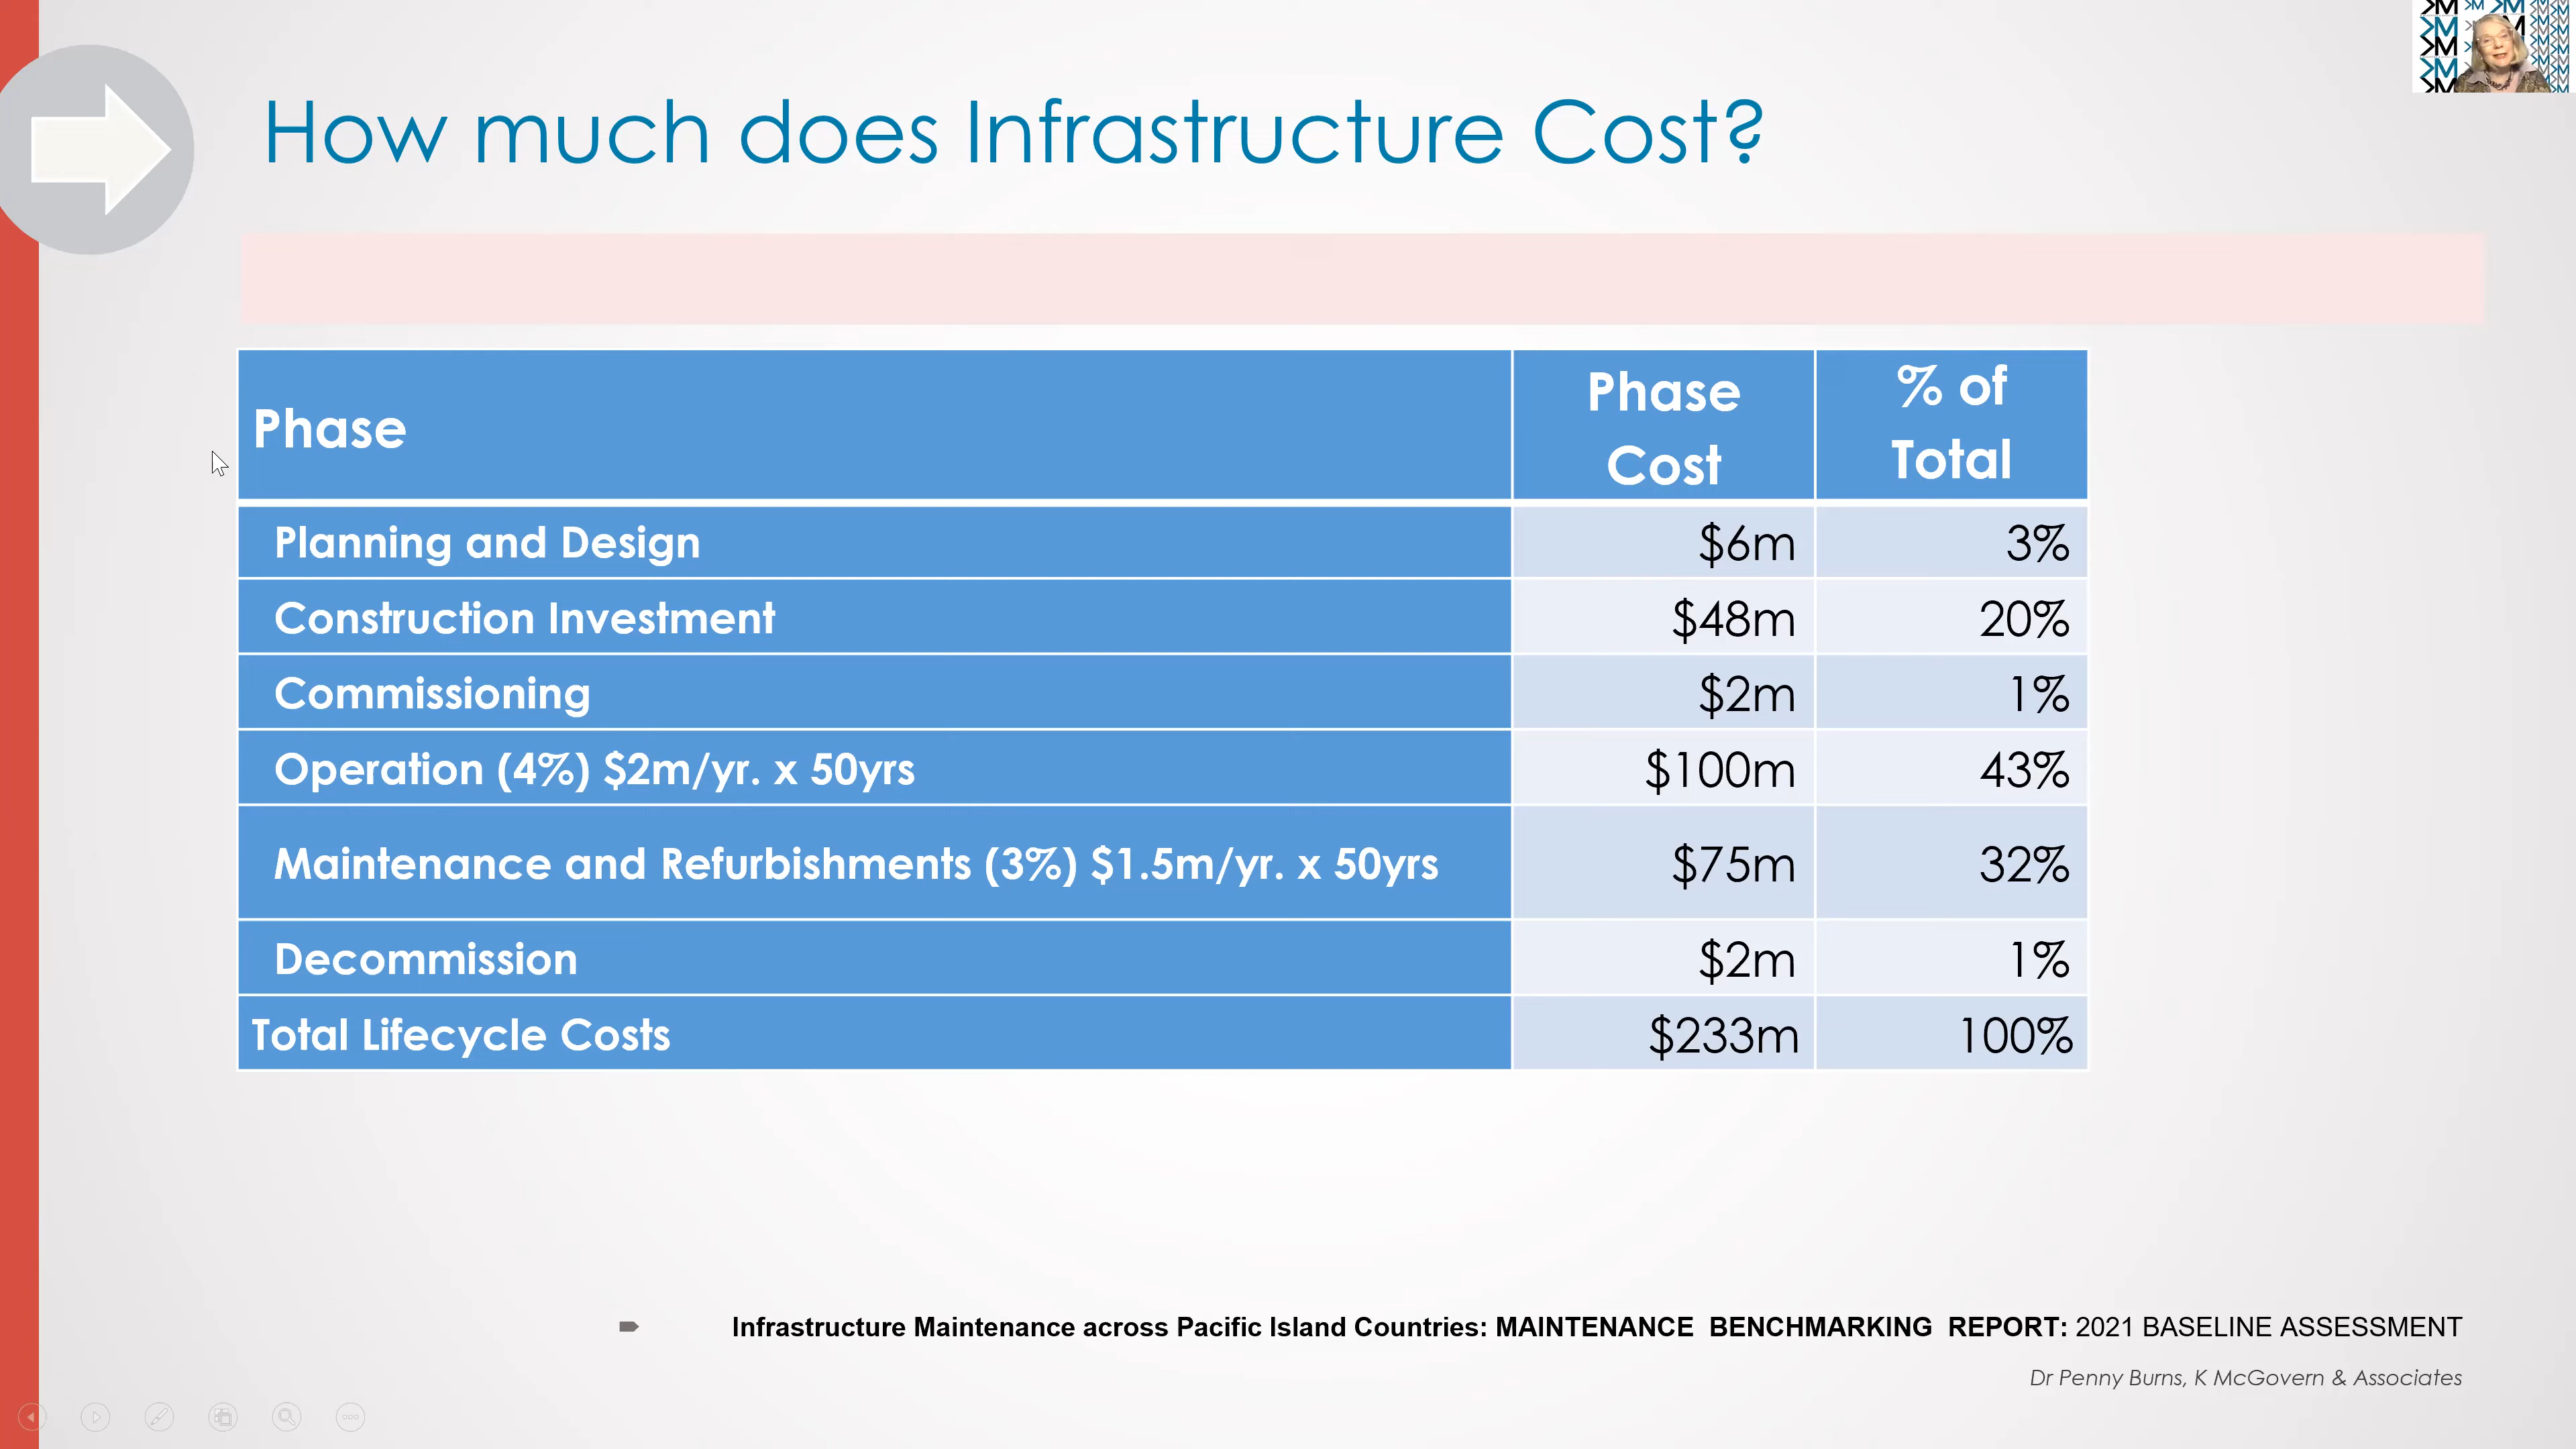 How much does Infrastructure Cost?
Phase
Phase
Cost
% of
Total
Planning and Design
$6m
3%
Construction Investment
$48m
20%
Commissioning
$2m
1%
Operation (4%) $2m/yr. x 50yrs
$100m
43%
Maintenance and Refurbishments (3%) $1.5m/yr. x 50yrs
$75m
32%
Decommission
$2m
1%
Total Lifecycle Costs
$233m
100%
Infrastructure Maintenance across Pacific Island Countries: MAINTENANCE BENCHMARKING REPORT: 2021 BASELINE ASSESSMENT
Dr Penny Burns, K McGovern & Associates